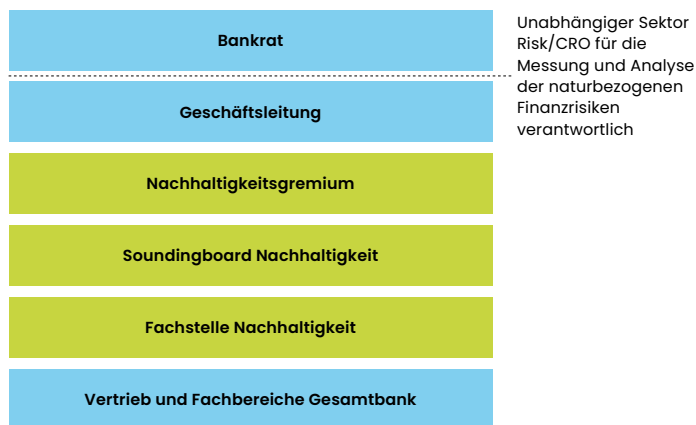 Bankrat
Unabhängiger Sektor
Risk/CRO für die
Messung und Analyse
der naturbezogenen
Finanzrisiken
verantwortlich
Geschäftsleitung
Nachhaltigkeitsgremium
Soundingboard Nachhaltigkeit
Fachstelle Nachhaltigkeit
Vertrieb und Fachbereiche Gesamtbank